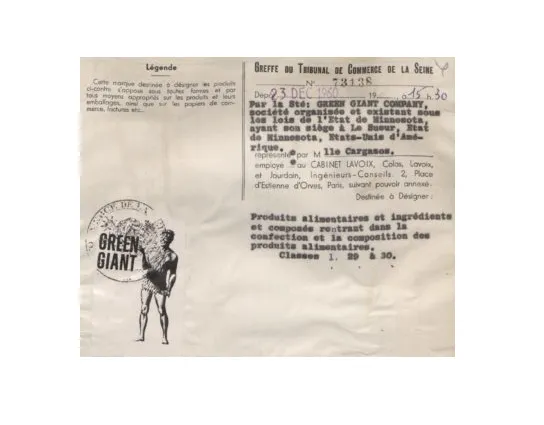 Légende
Cette marque destinée à désigner les produits
ci-contre s'appose sous toutes formes et par
tous moyens appropriés sur les produits et leurs
emballages, ainsi que sur les papiers de com-
merce, factures etc...
GREFFE DU TRIBUNAL DE COMMERCE DE LA SEINE
N° 73138
Dépôt 23 DEC 1960 19 à 15 h 30
Par la Sté: GREEN GIANT COMPANY,
société organisée et existant sous
les lois de l'Etat de Minnesota,
ayant son siège à Le Sueur, Etat
de Minnesota, Etats-Unis d'Amé-
rique.
représentée par M lle Cargason.
employé e au CABINET LAVOIX, Colas, Lavoix,
et Jourdain, Ingénieurs-Conseils. 2, Place
d'Estienne d'Orves, Paris, suivant pouvoir annexé.
Destinée à Désigner:
Produits alimentaires et ingrédients
et composés rentrant dans la
confection et la composition des
produits alimentaires.
Classes 1, 29 & 30.
DE LA
GREEN
GIANT